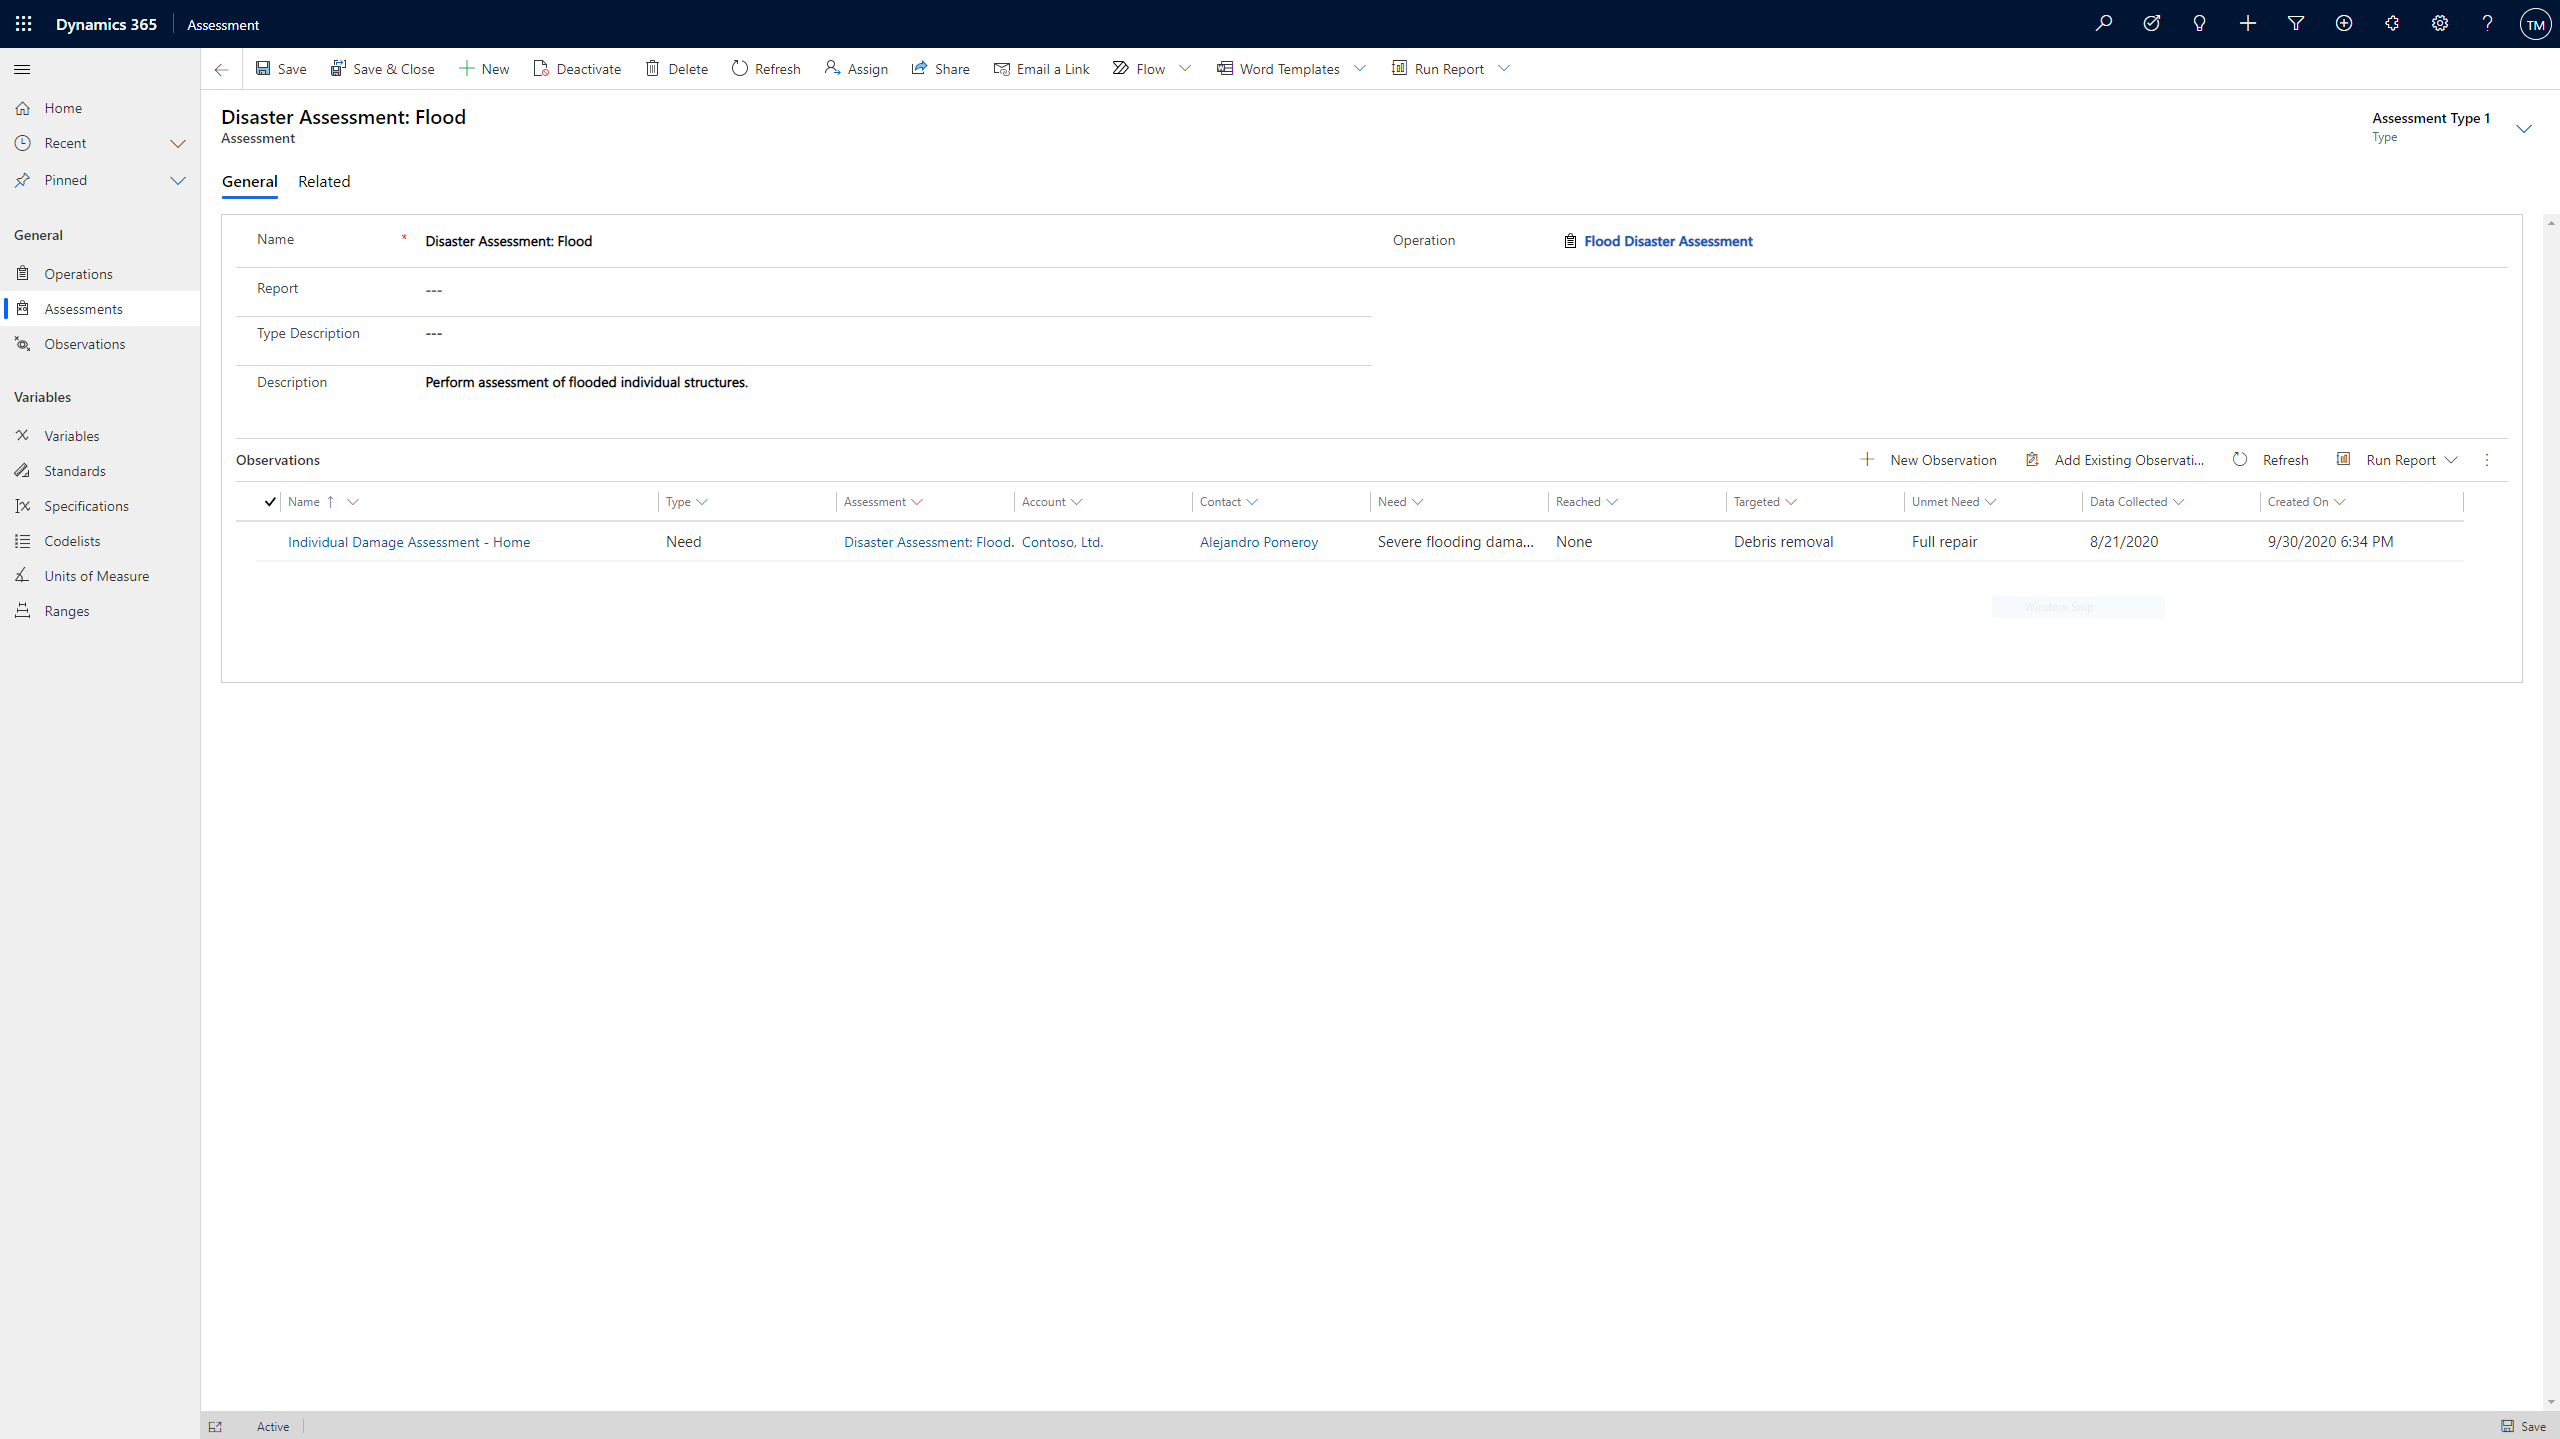 Dynamics 365 Assessment TM
Save Save & Close New Deactivate Delete Refresh Assign Share Email a Link Flow Word Templates Run Report
Home
Recent
Pinned
General
Operations
Assessments
Observations
Variables
Variables
Standards
Specifications
Codelists
Units of Measure
Ranges
Disaster Assessment: Flood
Assessment
Assessment Type 1
Type
General Related
Name * Disaster Assessment: Flood Operation Flood Disaster Assessment
Report ---
Type Description ---
Description Perform assessment of flooded individual structures.
Observations New Observation Add Existing Observati... Refresh Run Report
Name Type Assessment Account Contact Need Reached Targeted Unmet Need Data Collected Created On
Individual Damage Assessment - Home Need Disaster Assessment: Flood. Contoso, Ltd. Alejandro Pomeroy Severe flooding dama... None Debris removal Full repair 8/21/2020 9/30/2020 6:34 PM
Window Snip
Active Save